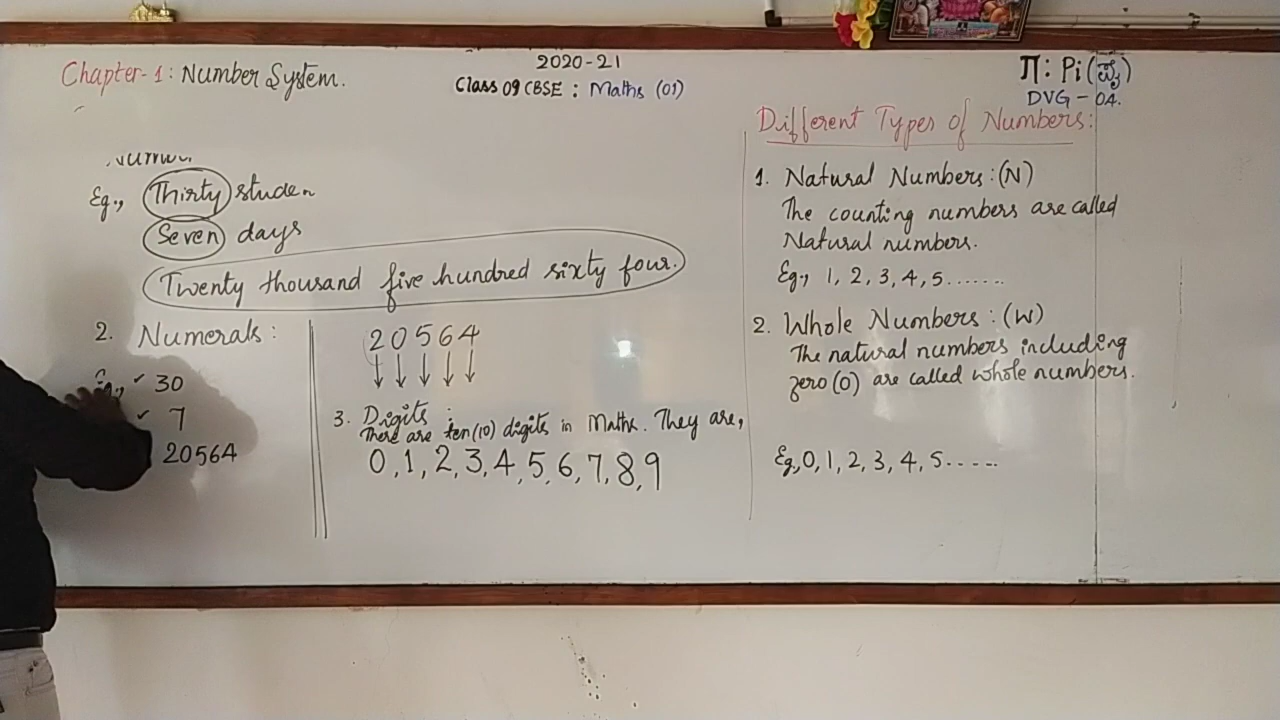 2020-21
Chapter-1: Number System.
Class 09 CBSE : Maths (01)
Π: Pi (ಪೈ)
DVG - 04.
Eg., Thirty studen
Seven days
Twenty thousand five hundred sixty four.
2. Numerals:
Eg., ✓ 30
✓ 7
20564
20564
3. Digits :
There are ten(10) digits in Maths. They are,
0,1,2,3,4,5,6,7,8,9
Different Types of Numbers:
1. Natural Numbers:(N)
The counting numbers are called
Natural numbers.
Eg., 1, 2, 3, 4, 5.......
2. Whole Numbers:(W)
The natural numbers including
zero(0) are called whole numbers.
Eg., 0, 1, 2, 3, 4, 5.....